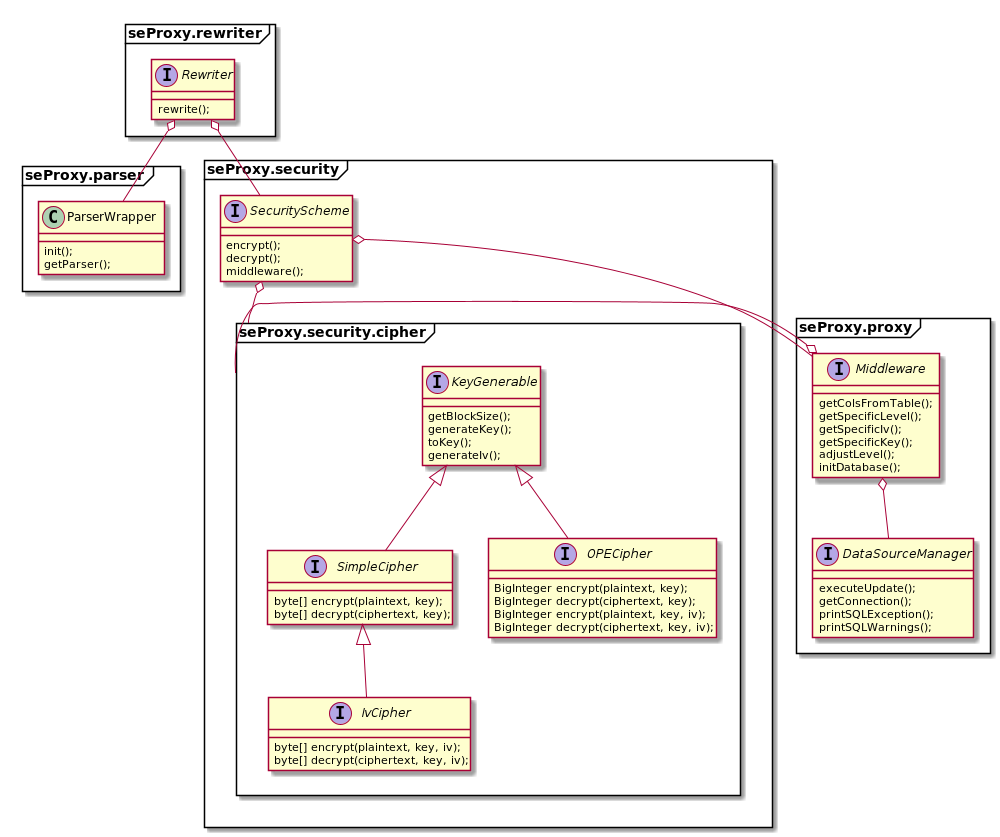 seProxy.rewriter
I Rewriter
rewrite();
seProxy.parser
C ParserWrapper
init();
getParser();
seProxy.security
I SecurityScheme
encrypt();
decrypt();
middleware();
seProxy.security.cipher
I KeyGenerable
getBlockSize();
generateKey();
toKey();
generateIv();
I SimpleCipher
byte[] encrypt(plaintext, key);
byte[] decrypt(ciphertext, key);
I OPECipher
BigInteger encrypt(plaintext, key);
BigInteger decrypt(ciphertext, key);
BigInteger encrypt(plaintext, key, iv);
BigInteger decrypt(ciphertext, key, iv);
I IvCipher
byte[] encrypt(plaintext, key, iv);
byte[] decrypt(ciphertext, key, iv);
seProxy.proxy
I Middleware
getColsFromTable();
getSpecificLevel();
getSpecificIv();
getSpecificKey();
adjustLevel();
initDatabase();
I DataSourceManager
executeUpdate();
getConnection();
printSQLException();
printSQLWarnings();